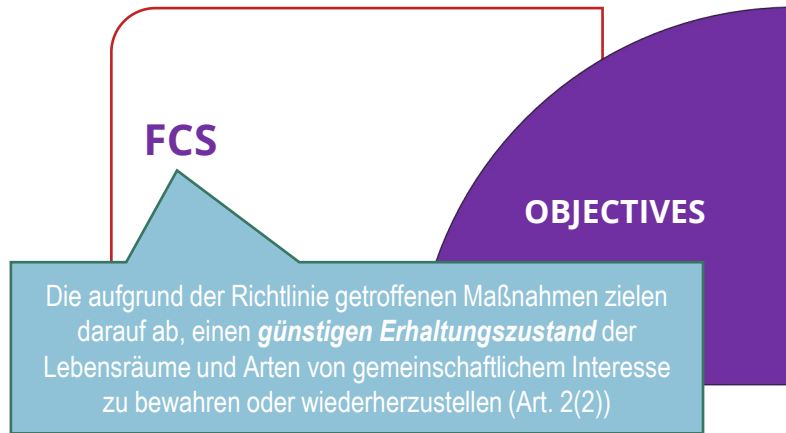 FCS
OBJECTIVES
Die aufgrund der Richtlinie getroffenen Maßnahmen zielen
darauf ab, einen günstigen Erhaltungszustand der
Lebensräume und Arten von gemeinschaftlichem Interesse
zu bewahren oder wiederherzustellen (Art. 2(2))